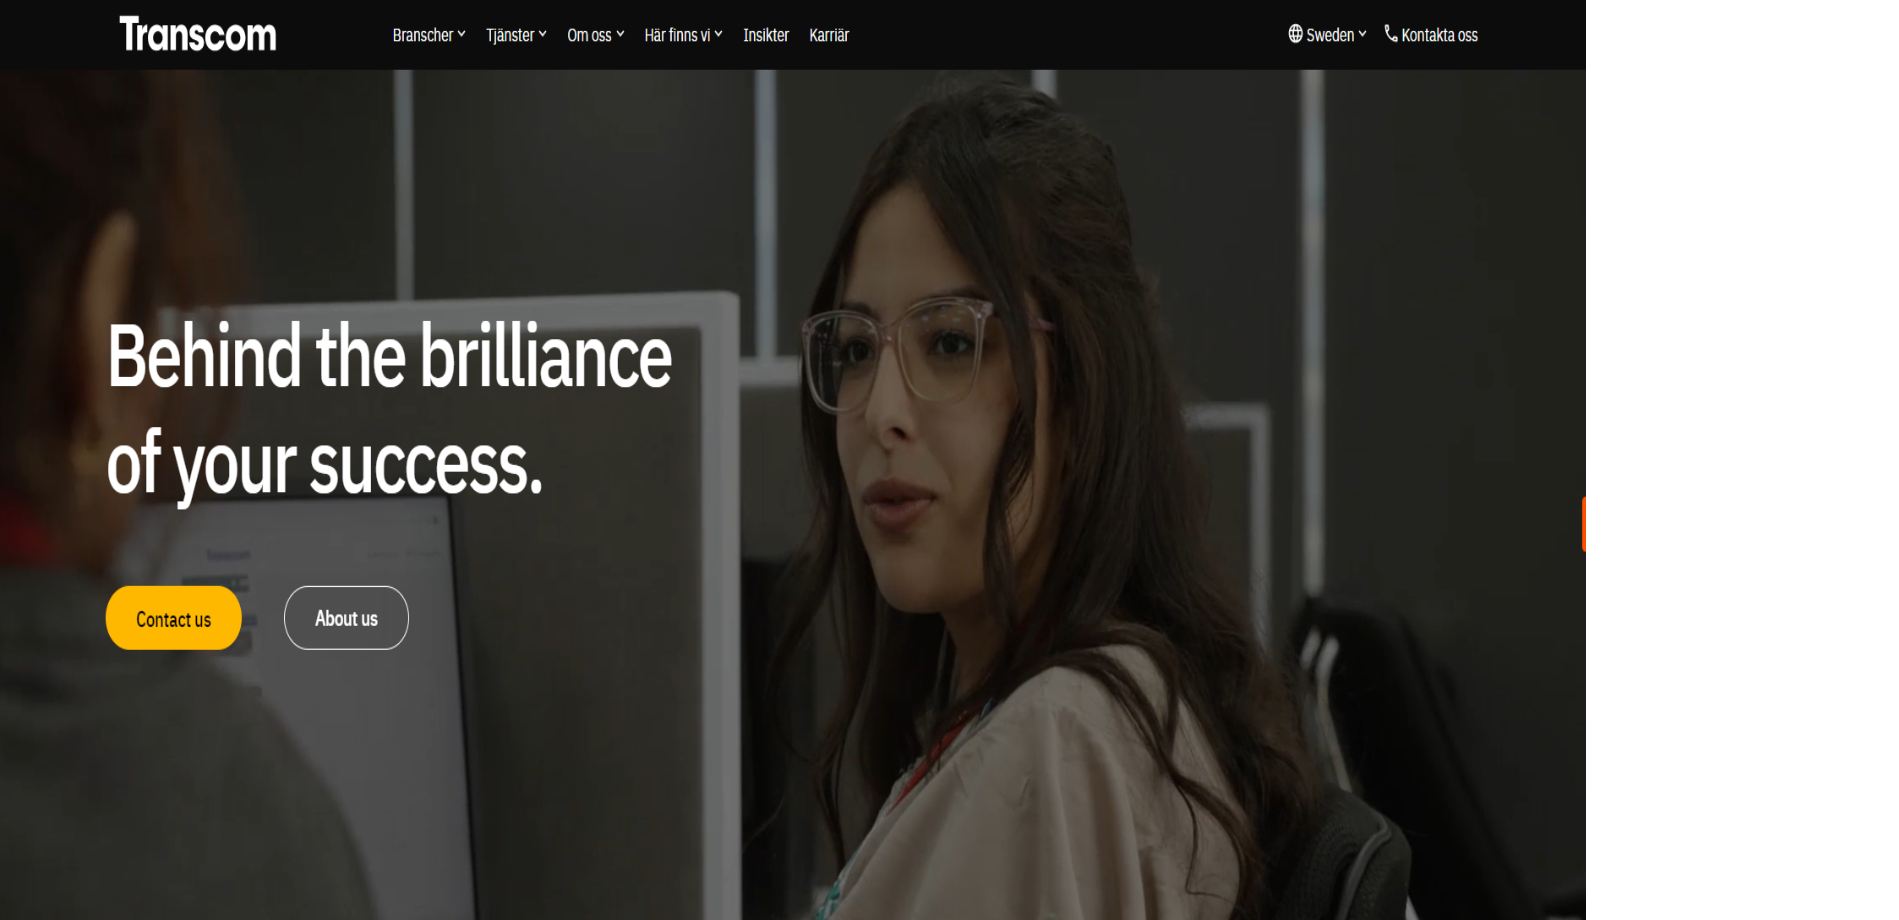 Transcom
Branscher
Tjänster
Om oss
Här finns vi
Insikter
Karriär
Sweden
Kontakta oss
Behind the brilliance
of your success.
Contact us
About us